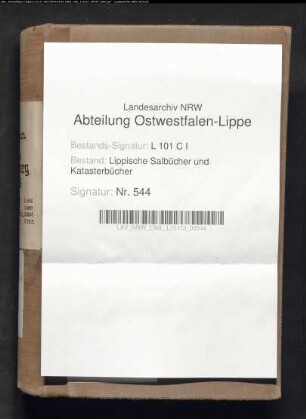 Landesarchiv NRW
Abteilung Ostwestfalen-Lippe
Bestands-Signatur: L 101 C I
Bestand: Lippische Salbücher und
Katasterbücher
Signatur: Nr. 544
LAV_NRW_OWL_L101CI_00544